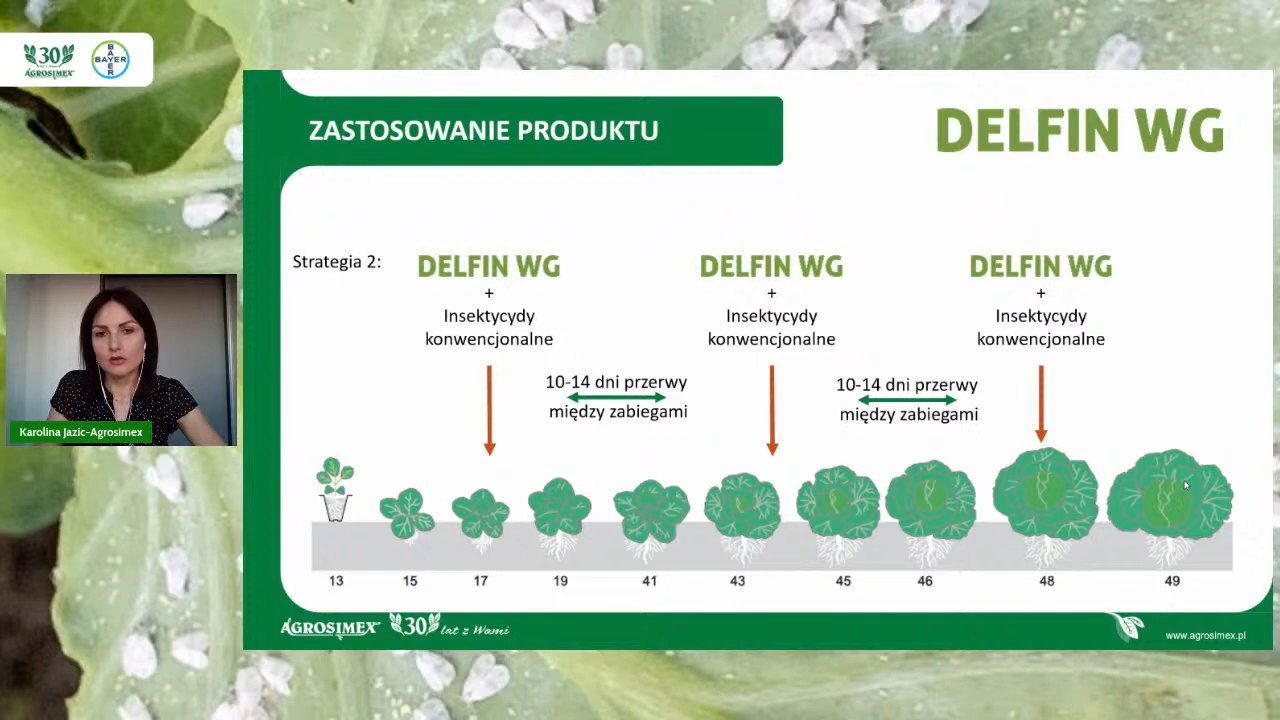 30
AGROSIMEX
BAYER
BAYER
ZASTOSOWANIE PRODUKTU
DELFIN WG
Strategia 2:
DELFIN WG
+
Insektycydy
konwencjonalne
DELFIN WG
+
Insektycydy
konwencjonalne
DELFIN WG
+
Insektycydy
konwencjonalne
10-14 dni przerwy
między zabiegami
10-14 dni przerwy
między zabiegami
Karolina Jazic-Agrosimex
13 15 17 19 41 43 45 46 48 49
AGROSIMEX 30 lat z Wami
www.agrosimex.pl